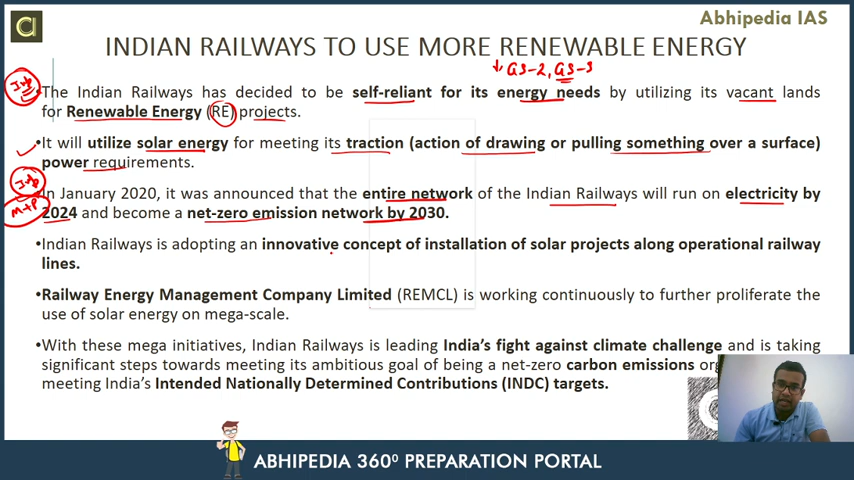 Abhipedia IAS
INDIAN RAILWAYS TO USE MORE RENEWABLE ENERGY
GS-2, GS-3
Imp
• The Indian Railways has decided to be self-reliant for its energy needs by utilizing its vacant lands
for Renewable Energy (RE) projects.
• It will utilize solar energy for meeting its traction (action of drawing or pulling something over a surface)
power requirements.
Imp
In January 2020, it was announced that the entire network of the Indian Railways will run on electricity by
2024 and become a net-zero emission network by 2030.
• Indian Railways is adopting an innovative concept of installation of solar projects along operational railway
lines.
• Railway Energy Management Company Limited (REMCL) is working continuously to further proliferate the
use of solar energy on mega-scale.
• With these mega initiatives, Indian Railways is leading India's fight against climate challenge and is taking
significant steps towards meeting its ambitious goal of being a net-zero carbon emissions
meeting India's Intended Nationally Determined Contributions (INDC) targets.
ABHIPEDIA 360⁰ PREPARATION PORTAL